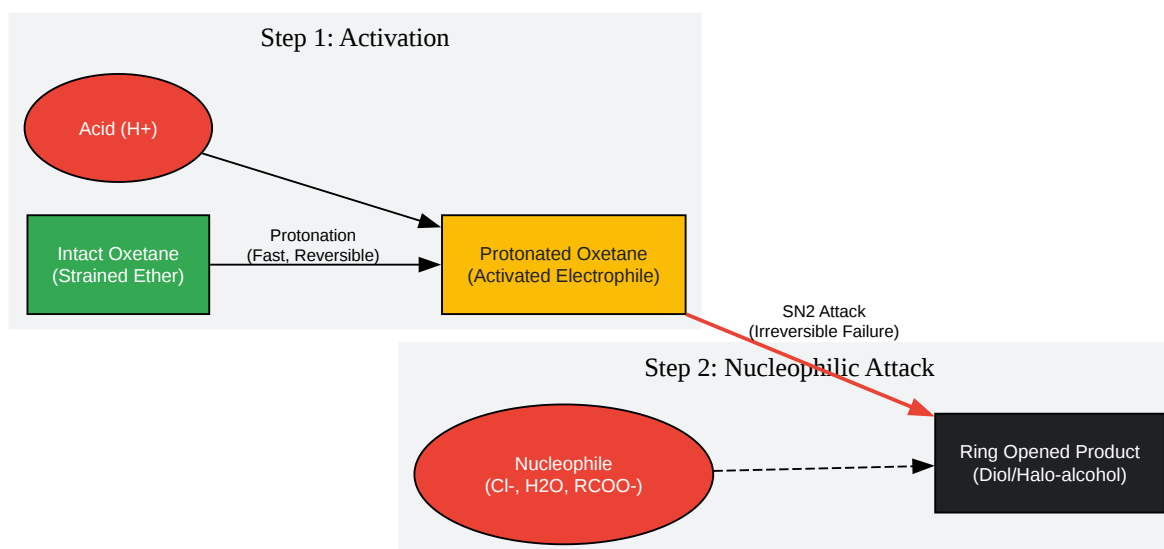 Step 1: Activation
Acid (H+)
Intact Oxetane
(Strained Ether)
Protonation
(Fast, Reversible)
Protonated Oxetane
(Activated Electrophile)
SN2 Attack
(Irreversible Failure)
Step 2: Nucleophilic Attack
Nucleophile
(Cl-, H2O, RCOO-)
Ring Opened Product
(Diol/Halo-alcohol)